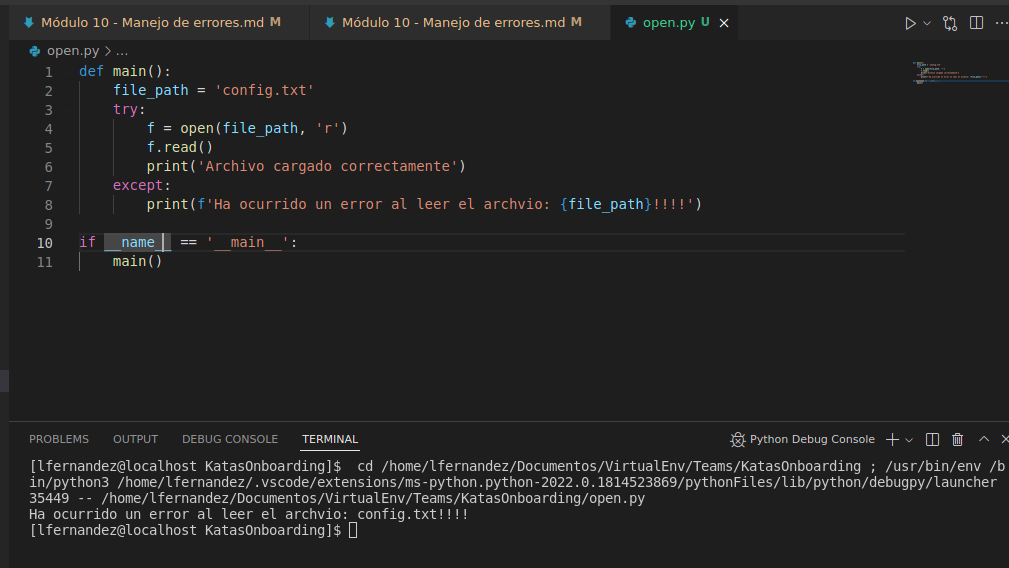 Módulo 10 - Manejo de errores.md M Módulo 10 - Manejo de errores.md M open.py U
open.py > ...
1 def main():
2 file_path = 'config.txt'
3 try:
4 f = open(file_path, 'r')
5 f.read()
6 print('Archivo cargado correctamente')
7 except:
8 print(f'Ha ocurrido un error al leer el archvio: {file_path}!!!!')
9
10 if __name__ == '__main__':
11 main()
PROBLEMS OUTPUT DEBUG CONSOLE TERMINAL Python Debug Console
[lfernandez@localhost KatasOnboarding]$  cd /home/lfernandez/Documentos/VirtualEnv/Teams/KatasOnboarding ; /usr/bin/env /b
in/python3 /home/lfernandez/.vscode/extensions/ms-python.python-2022.0.1814523869/pythonFiles/lib/python/debugpy/launcher
35449 -- /home/lfernandez/Documentos/VirtualEnv/Teams/KatasOnboarding/open.py
Ha ocurrido un error al leer el archvio: config.txt!!!!
[lfernandez@localhost KatasOnboarding]$